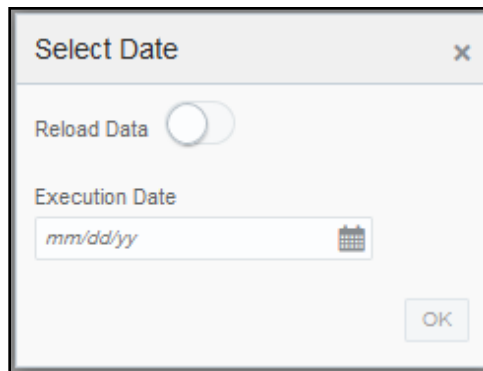 Select Date
Reload Data
Execution Date
mm/dd/yy
OK